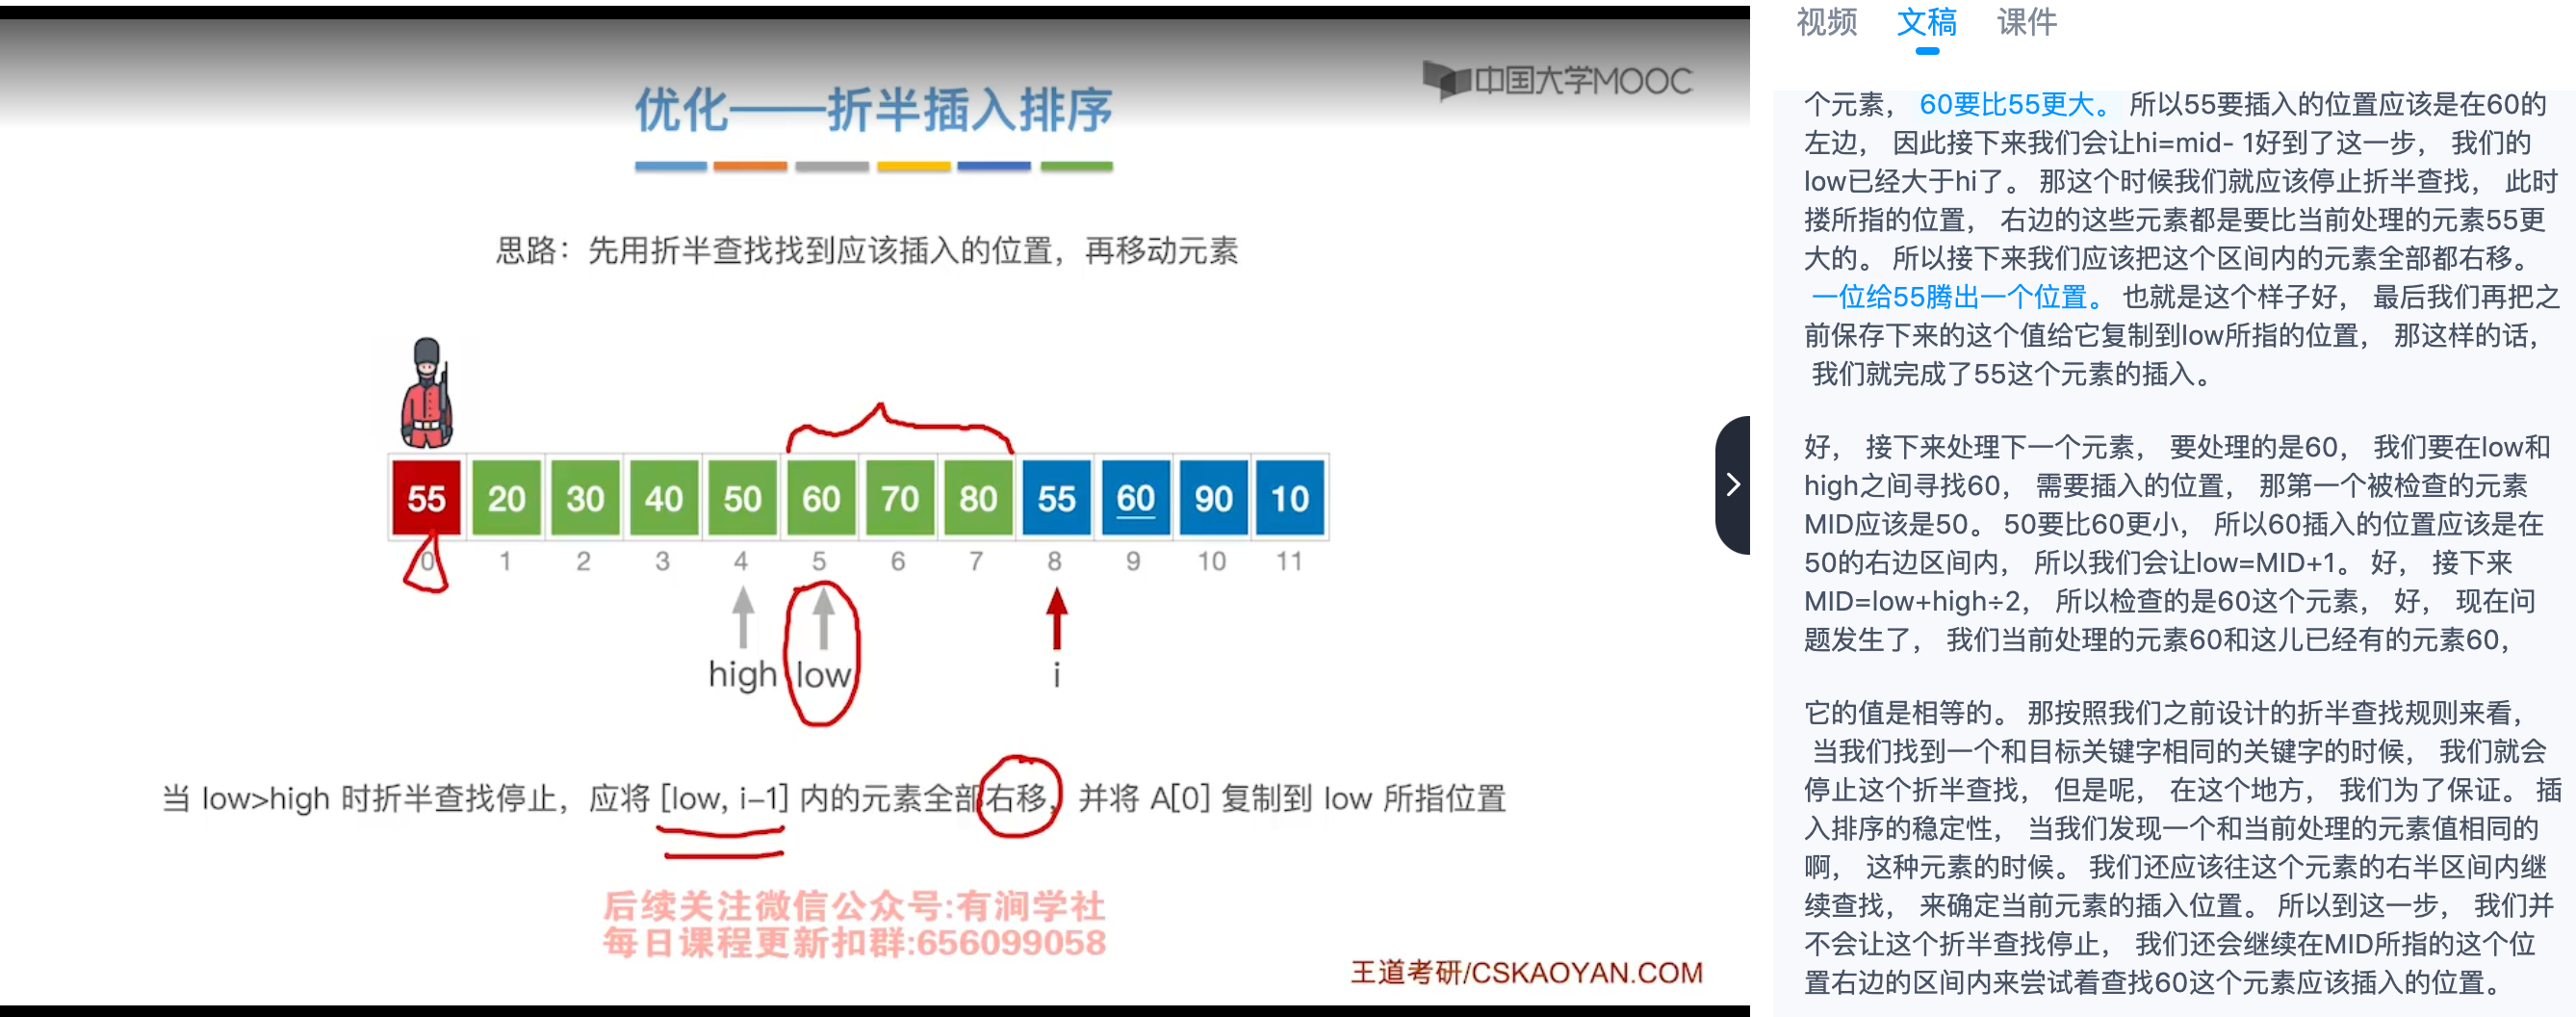 中国大学MOOC
优化——折半插入排序
思路：先用折半查找找到应该插入的位置，再移动元素
55 20 30 40 50 60 70 80 55 60 90 10
0 1 2 3 4 5 6 7 8 9 10 11
high low i
当 low>high 时折半查找停止，应将 [low, i-1] 内的元素全部右移，并将 A[0] 复制到 low 所指位置
后续关注微信公众号:有涧学社
每日课程更新扣群:656099058
王道考研/CSKAOYAN.COM
视频 文稿 课件
个元素， 60要比55更大。 所以55要插入的位置应该是在60的
左边， 因此接下来我们会让hi=mid- 1好到了这一步， 我们的
low已经大于hi了。 那这个时候我们就应该停止折半查找， 此时
搂所指的位置， 右边的这些元素都是要比当前处理的元素55更
大的。 所以接下来我们应该把这个区间内的元素全部都右移。
一位给55腾出一个位置。 也就是这个样子好， 最后我们再把之
前保存下来的这个值给它复制到low所指的位置， 那这样的话，
我们就完成了55这个元素的插入。
好， 接下来处理下一个元素， 要处理的是60， 我们要在low和
high之间寻找60， 需要插入的位置， 那第一个被检查的元素
MID应该是50。 50要比60更小， 所以60插入的位置应该是在
50的右边区间内， 所以我们会让low=MID+1。 好， 接下来
MID=low+high÷2， 所以检查的是60这个元素， 好， 现在问
题发生了， 我们当前处理的元素60和这儿已经有的元素60，
它的值是相等的。 那按照我们之前设计的折半查找规则来看，
当我们找到一个和目标关键字相同的关键字的时候， 我们就会
停止这个折半查找， 但是呢， 在这个地方， 我们为了保证。 插
入排序的稳定性， 当我们发现一个和当前处理的元素值相同的
啊， 这种元素的时候。 我们还应该往这个元素的右半区间内继
续查找， 来确定当前元素的插入位置。 所以到这一步， 我们并
不会让这个折半查找停止， 我们还会继续在MID所指的这个位
置右边的区间内来尝试着查找60这个元素应该插入的位置。